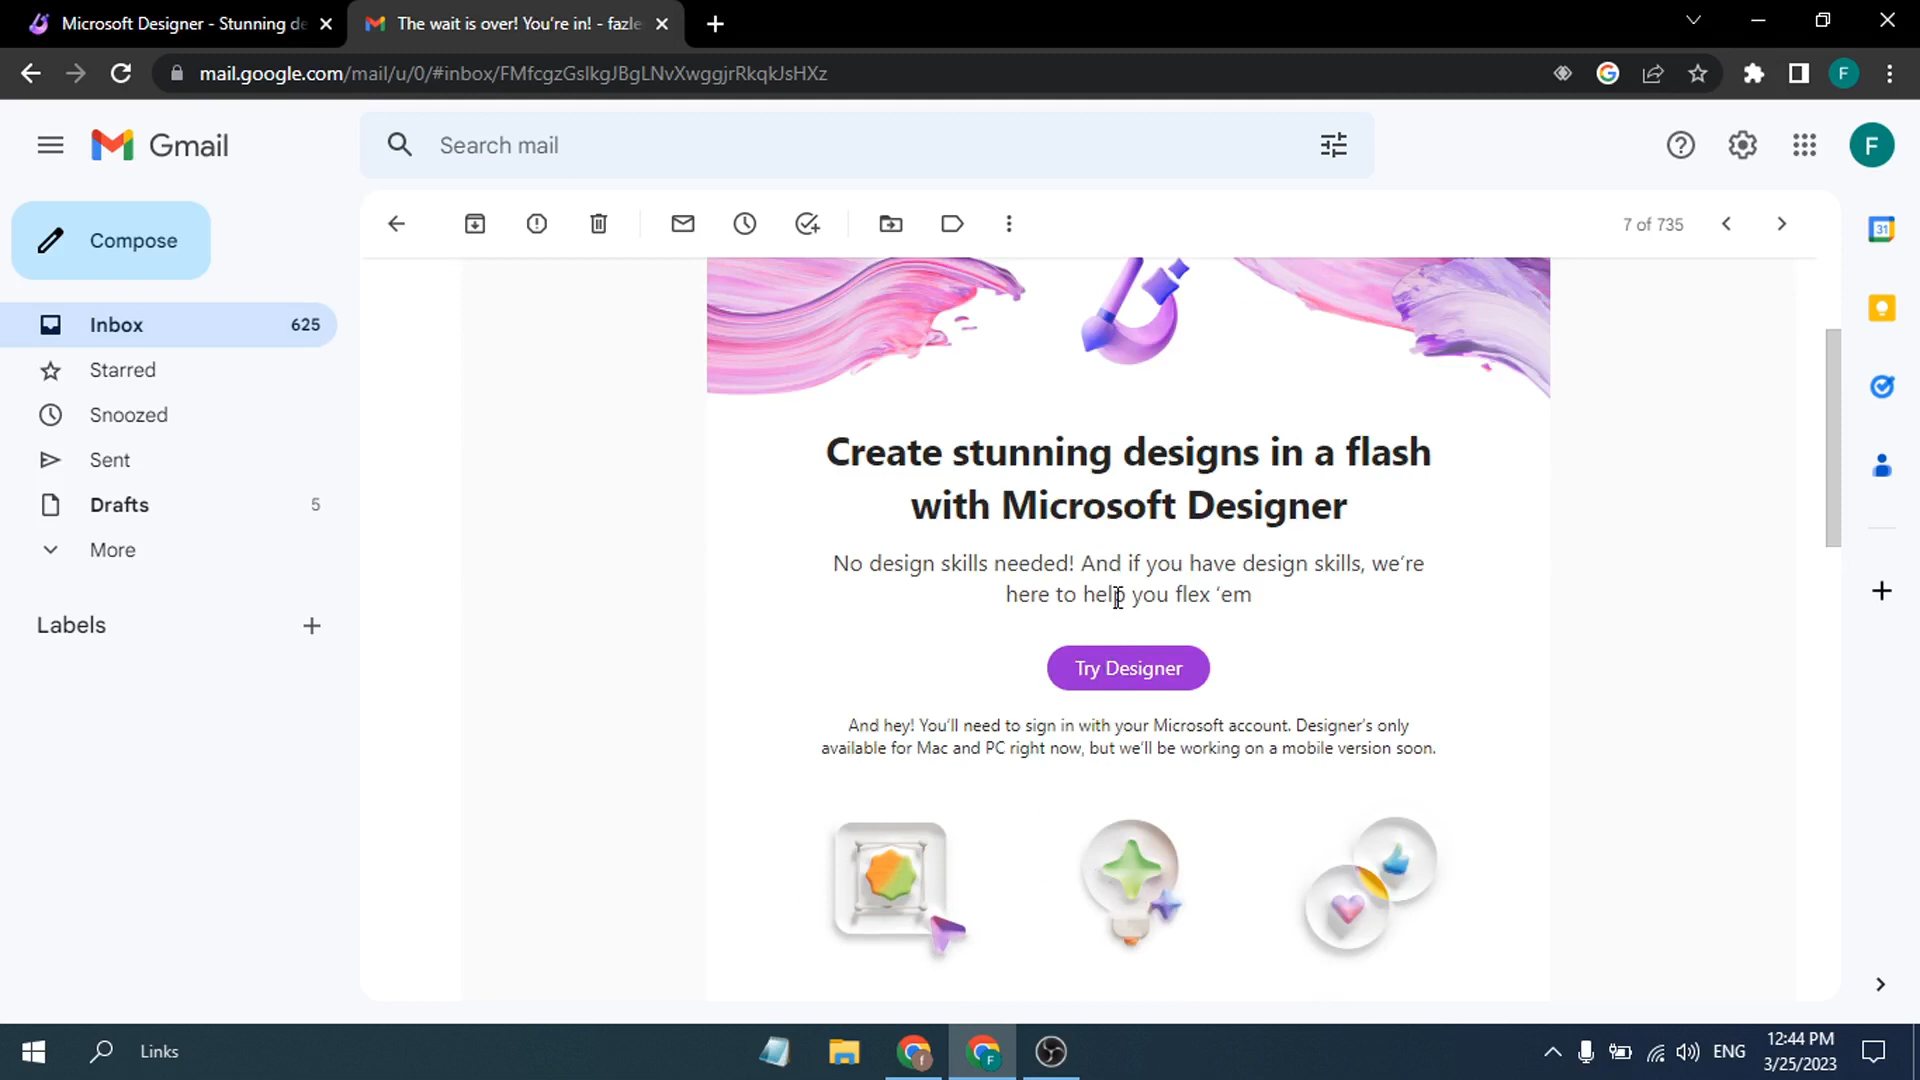 Microsoft Designer - Stunning de
The wait is over! You're in! - fazle
mail.google.com/mail/u/0/#inbox/FMfcgzGslkgJBgLNvXwggjrRkqkJsHXz
F
Gmail
Search mail
F
Compose
7 of 735
31
Inbox 625
Starred
Snoozed
Sent
Drafts 5
More
Labels
Create stunning designs in a flash
with Microsoft Designer
No design skills needed! And if you have design skills, we're
here to help you flex 'em
Try Designer
And hey! You'll need to sign in with your Microsoft account. Designer's only
available for Mac and PC right now, but we'll be working on a mobile version soon.
Links
f
F
ENG
12:44 PM
3/25/2023